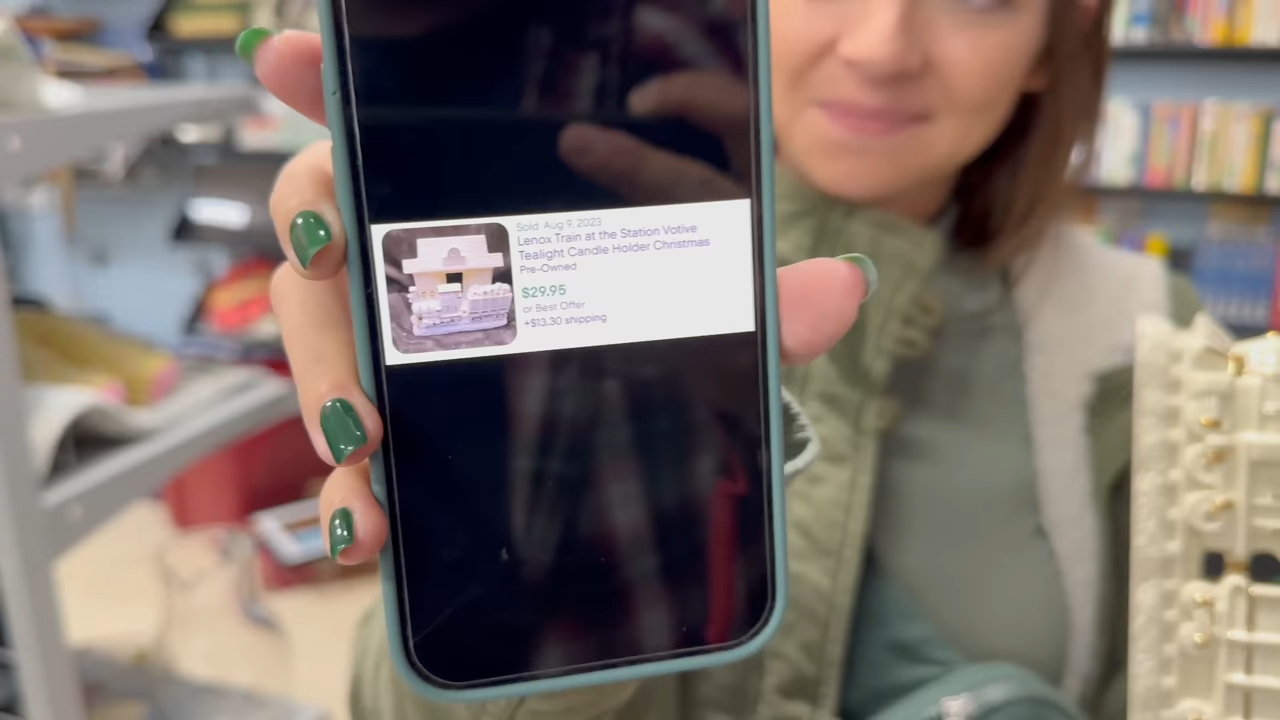 Sold Aug 9, 2023
Lenox Train at the Station Votive
Tealight Candle Holder Christmas
Pre-Owned
$29.95
or Best Offer
+$13.30 shipping